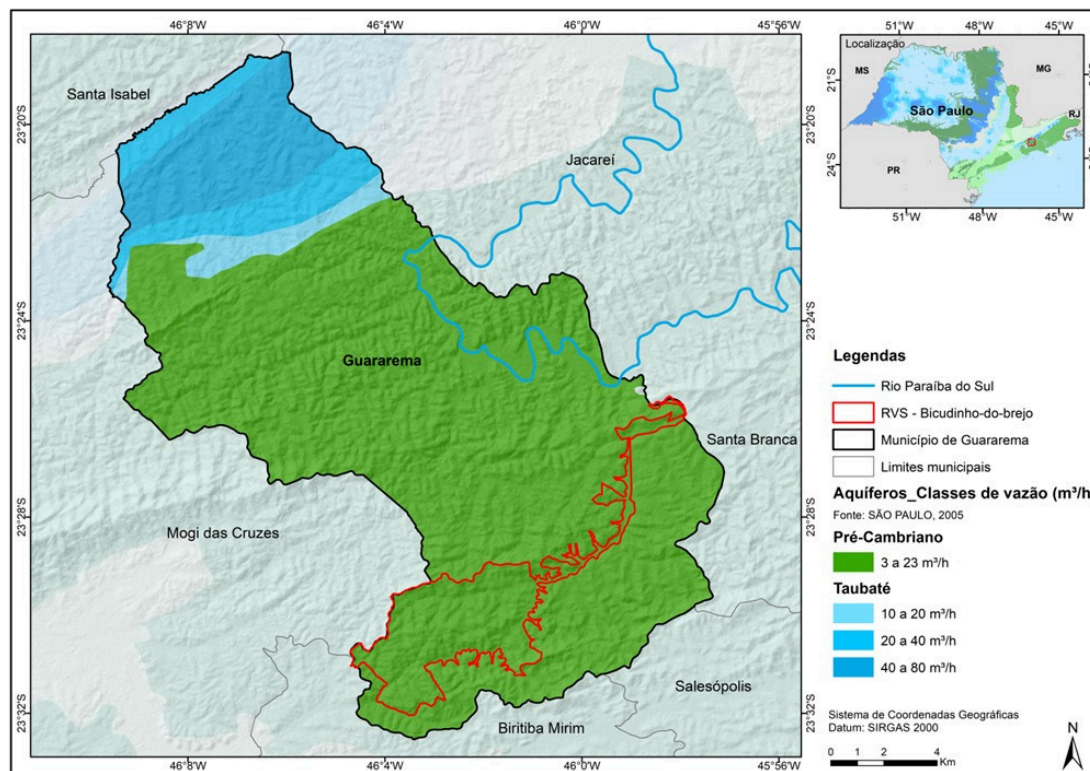 46°8'W
46°4'W
46°0'W
45°56'W
23°20'S
23°24'S
23°28'S
23°32'S
Santa Isabel
Jacareí
Guararema
Santa Branca
Mogi das Cruzes
Salesópolis
Biritiba Mirim
23°20'S
23°24'S
23°28'S
23°32'S
46°8'W
46°4'W
46°0'W
45°56'W
51°W
48°W
45°W
Localização
MS
MG
21°S
21°S
São Paulo
RJ
24°S
24°S
PR
51°W
48°W
45°W
Legendas
Rio Paraíba do Sul
RVS - Bicudinho-do-brejo
Município de Guararema
Limites municipais
Aquíferos_Classes de vazão (m³/h
Fonte: SÃO PAULO, 2005
Pré-Cambriano
3 a 23 m³/h
Taubaté
10 a 20 m³/h
20 a 40 m³/h
40 a 80 m³/h
Sistema de Coordenadas Geográficas
Datum: SIRGAS 2000
0 1 2 4
Km
N